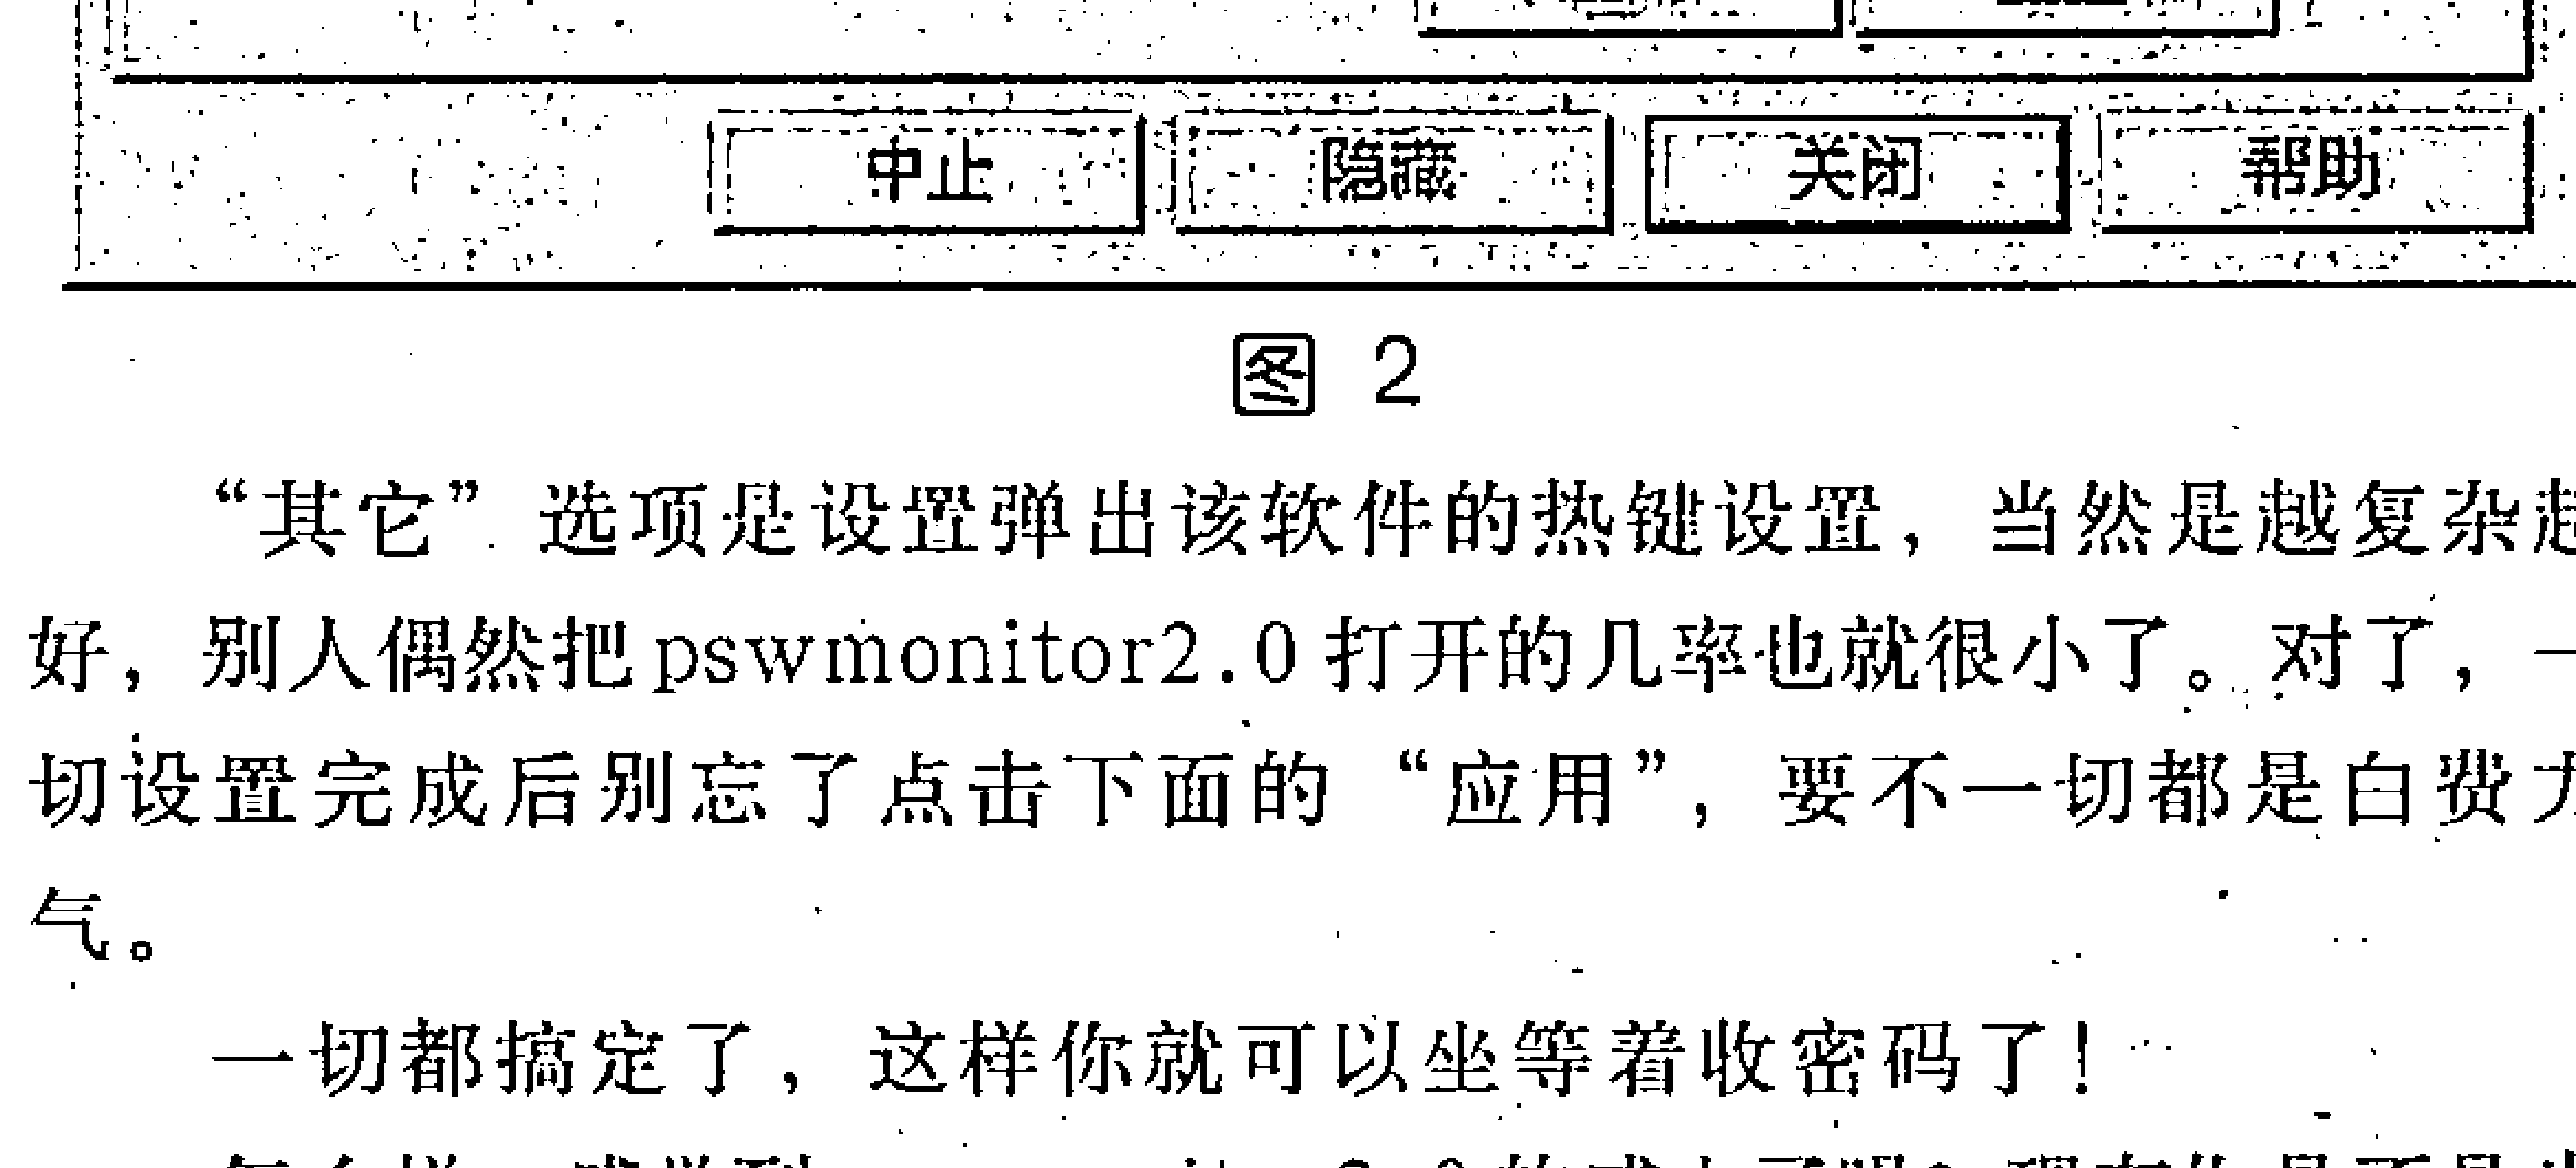 中止 隐藏 关闭 帮助
图 2
“其它”选项是设置弹出该软件的热键设置，当然是越复杂越
好，别人偶然把pswmonitor2.0打开的几率也就很小了。对了，一
切设置完成后别忘了点击下面的“应用”，要不一切都是白费力
气。
一切都搞定了，这样你就可以坐等着收密码了！